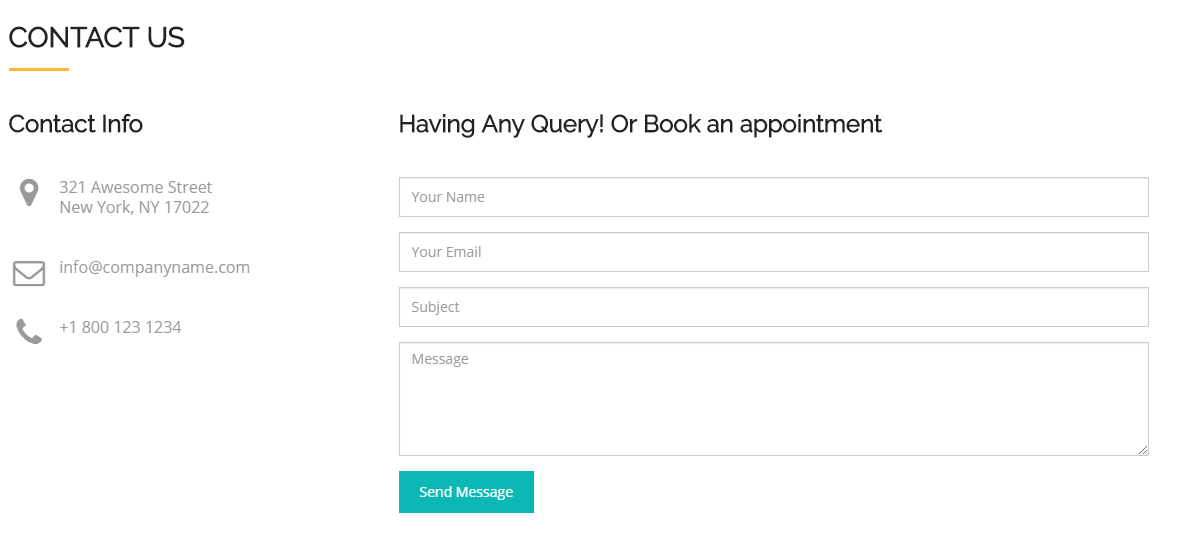 CONTACT US
Contact Info
321 Awesome Street
New York, NY 17022
info@companyname.com
+1 800 123 1234
Having Any Query! Or Book an appointment
Your Name
Your Email
Subject
Message
Send Message